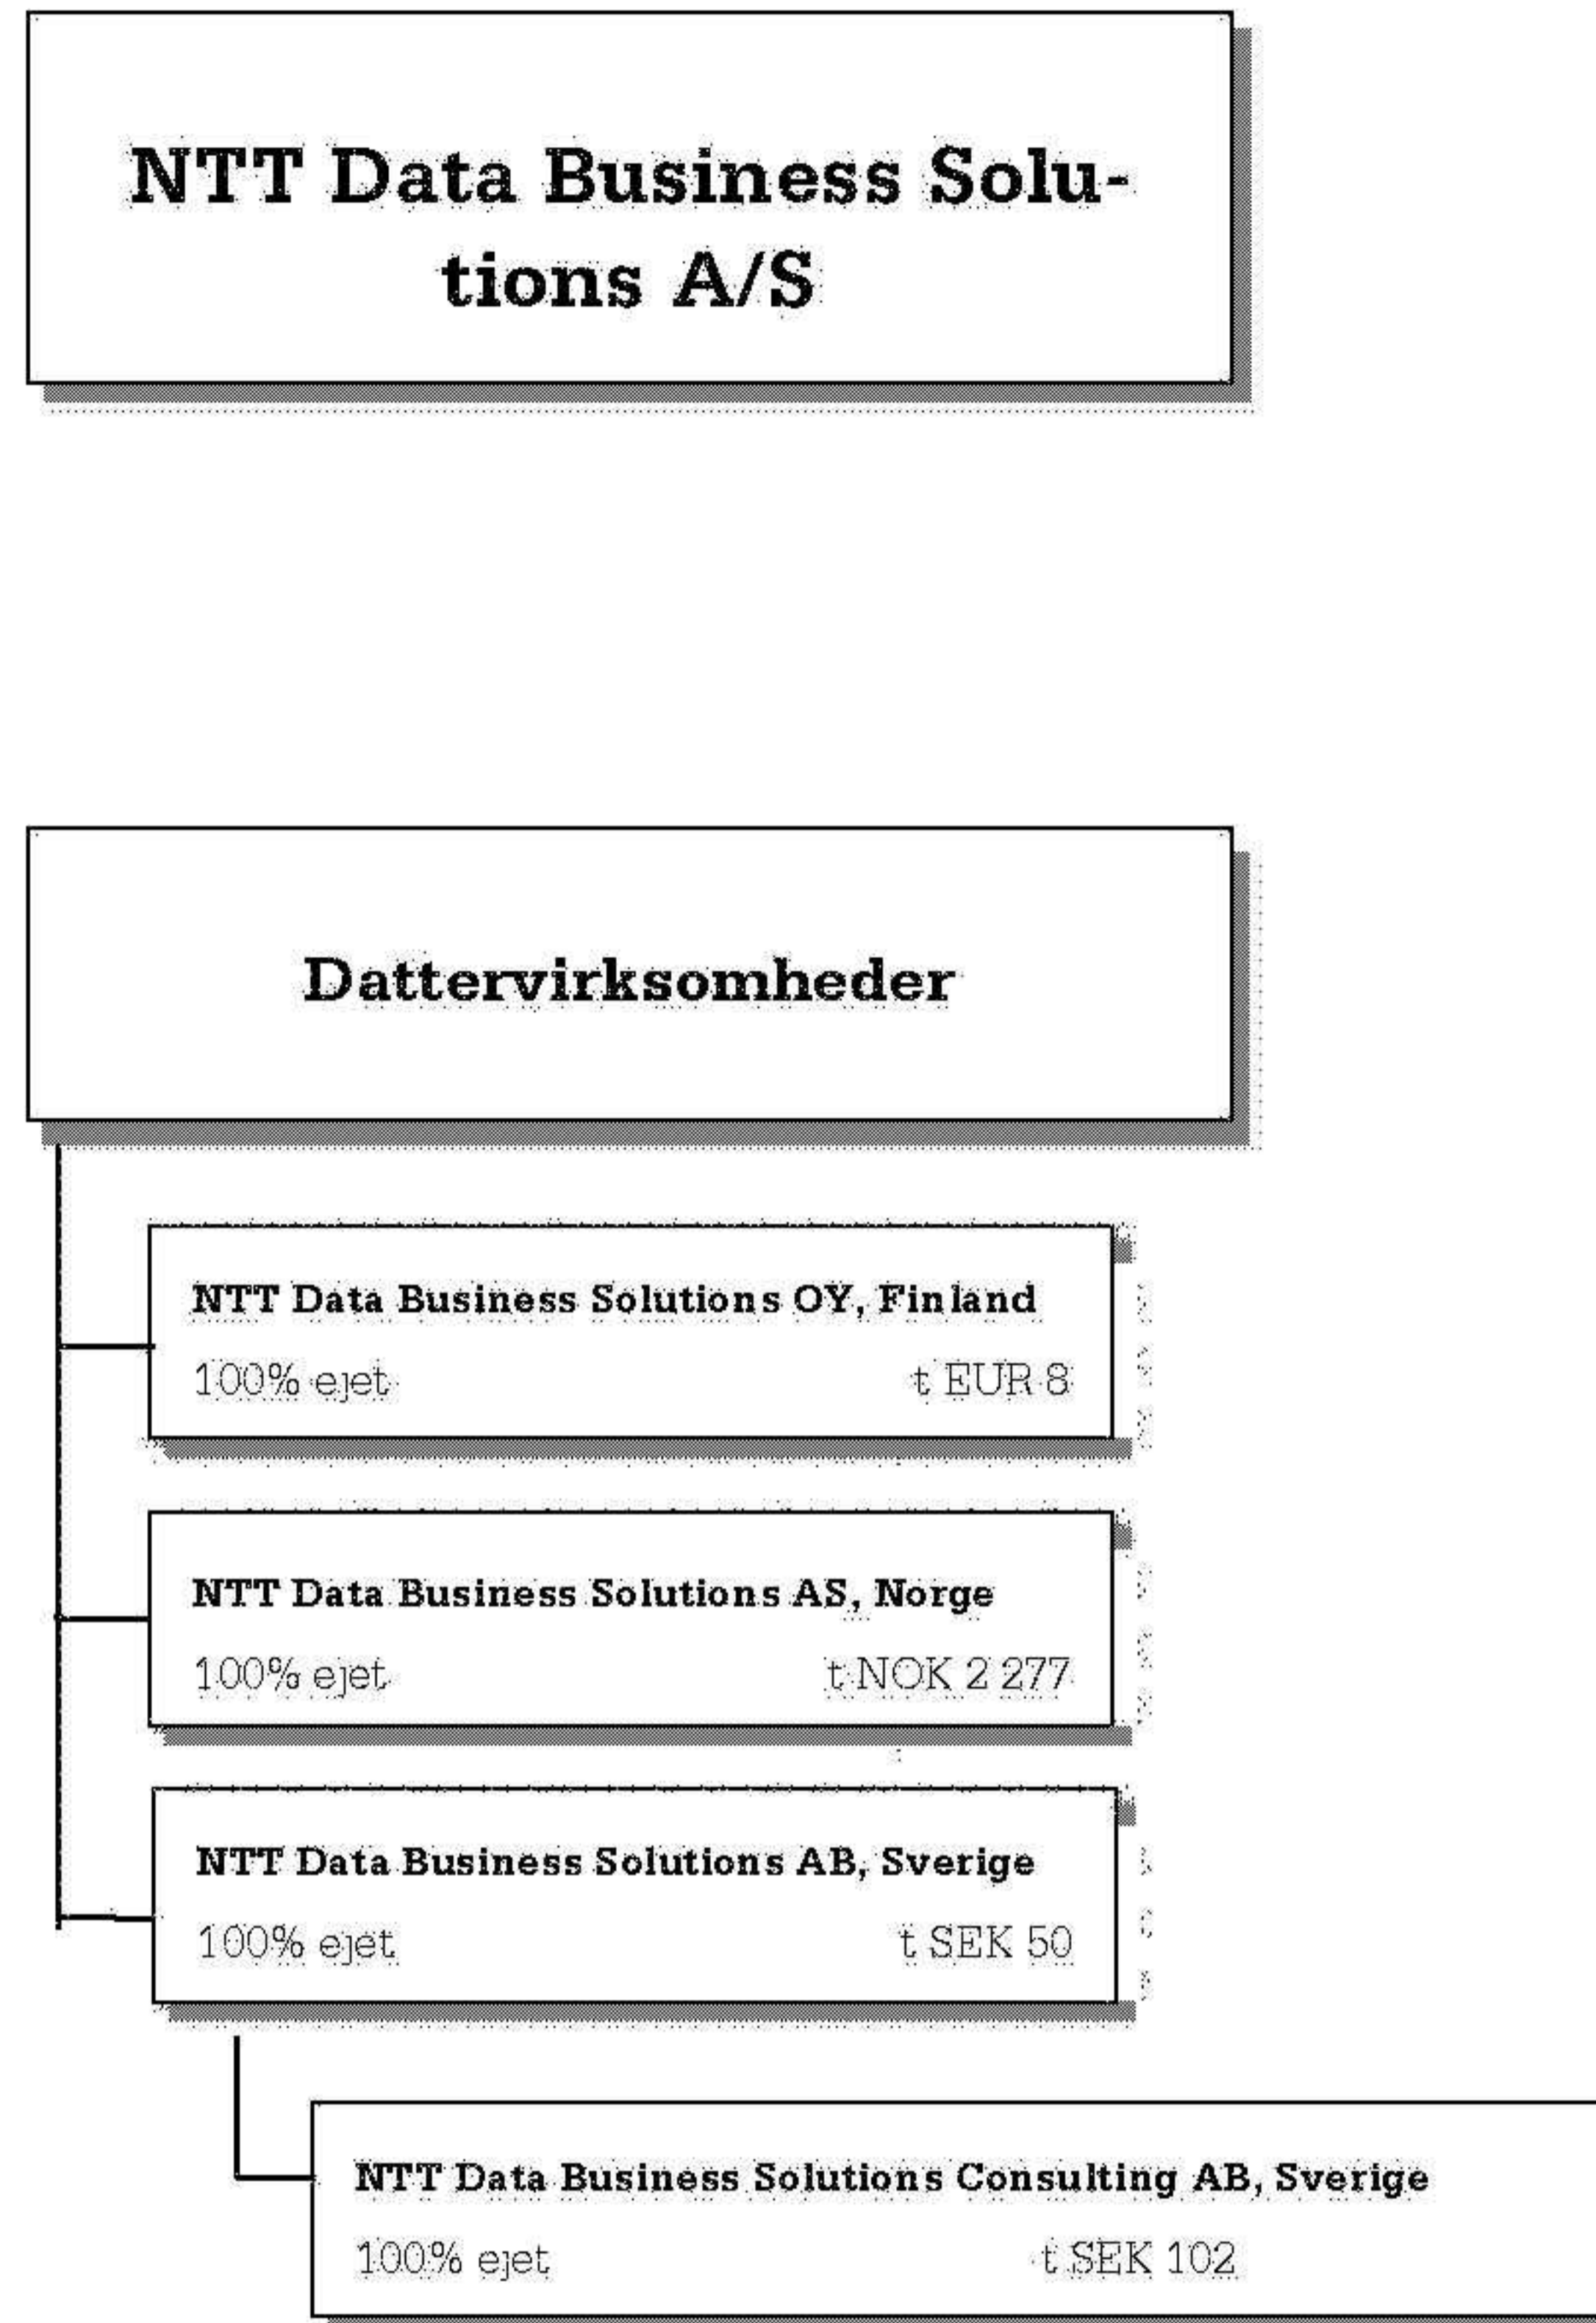 NTT Data Business Solu-
tions A/S
Dattervirksomheder
NTT Data Business Solutions OY, Finland
100% ejet t EUR 8
NTT Data Business Solutions AS, Norge
100% ejet t NOK 2 277
NTT Data Business Solutions AB, Sverige
100% ejet t SEK 50
NTT Data Business Solutions Consulting AB, Sverige
100% ejet t SEK 102